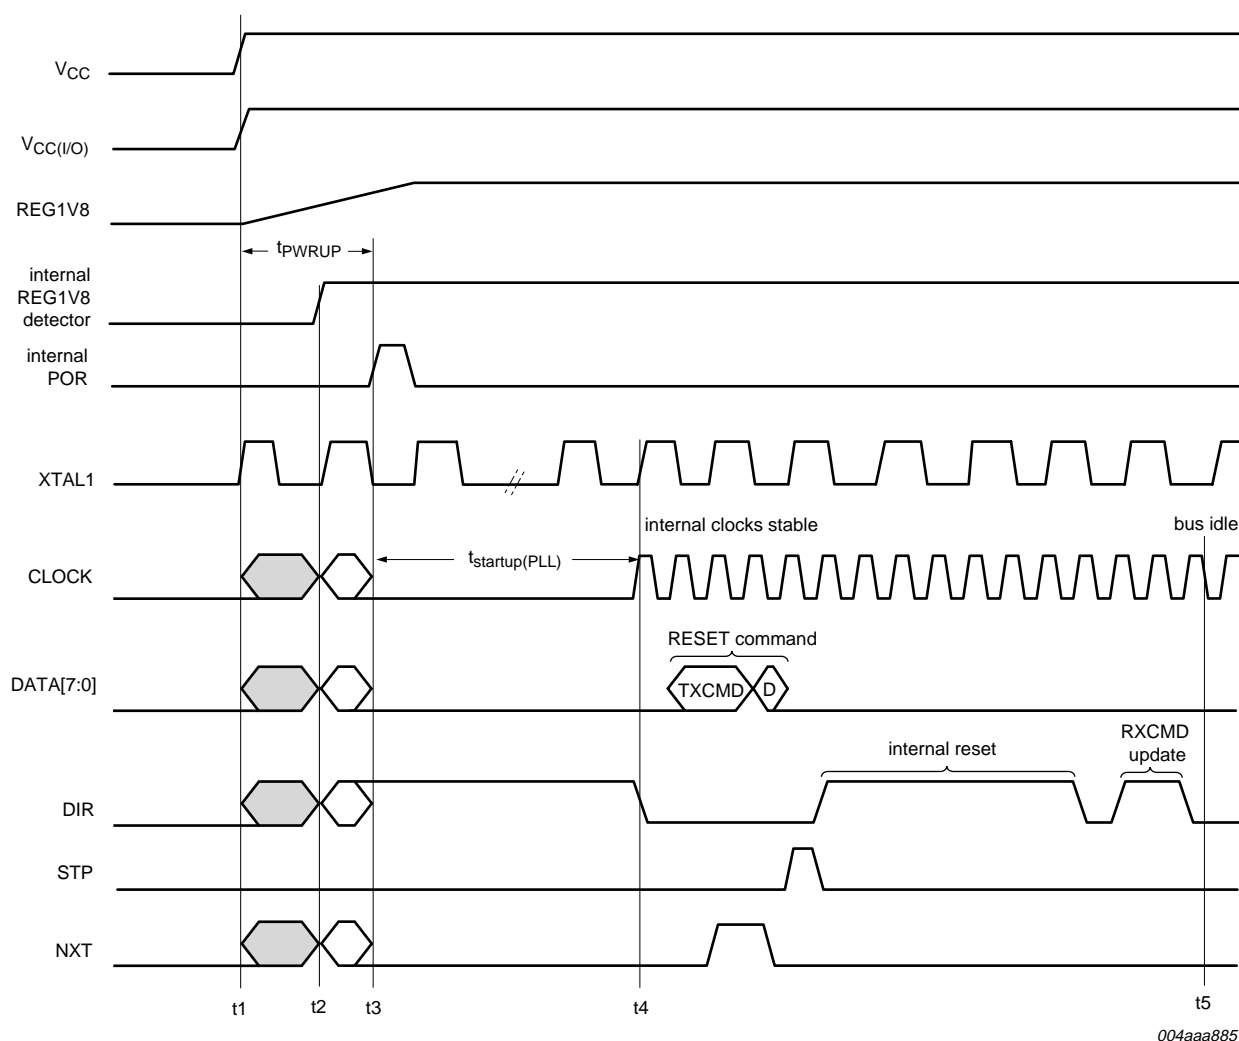 VCC
VCC(I/O)
REG1V8
tPWRUP
internal
REG1V8
detector
internal
POR
XTAL1
internal clocks stable
bus idle
CLOCK
tstartup(PLL)
RESET command
DATA[7:0]
TXCMD
D
RXCMD
update
internal reset
DIR
STP
NXT
t1
t2
t3
t4
t5
004aaa885